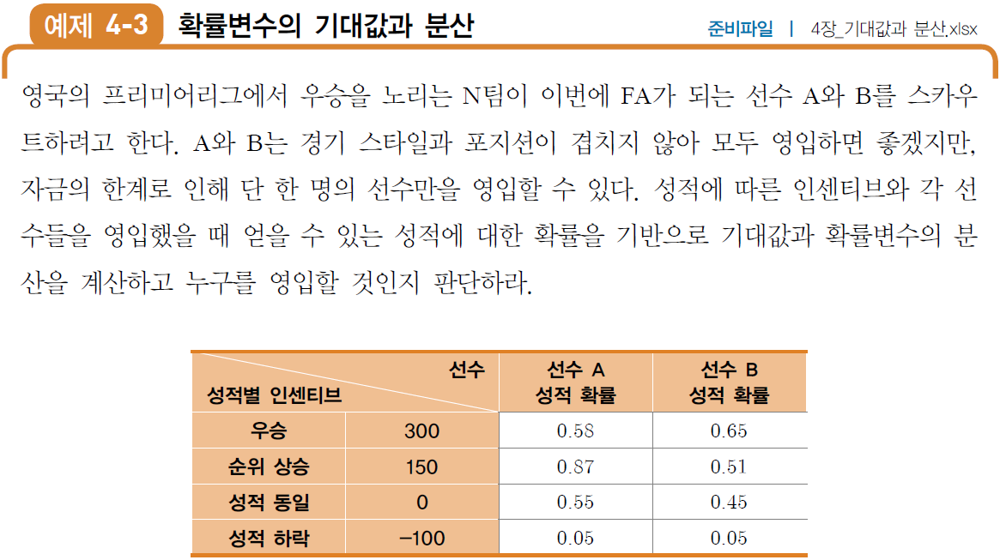 예제 4-3 확률변수의 기대값과 분산 준비파일 | 4장_기대값과 분산.xlsx
영국의 프리미어리그에서 우승을 노리는 N팀이 이번에 FA가 되는 선수 A와 B를 스카우
트하려고 한다. A와 B는 경기 스타일과 포지션이 겹치지 않아 모두 영입하면 좋겠지만,
자금의 한계로 인해 단 한 명의 선수만을 영입할 수 있다. 성적에 따른 인센티브와 각 선
수들을 영입했을 때 얻을 수 있는 성적에 대한 확률을 기반으로 기대값과 확률변수의 분
산을 계산하고 누구를 영입할 것인지 판단하라.
선수 선수 A 선수 B
성적별 인센티브 성적 확률 성적 확률
우승 300 0.58 0.65
순위 상승 150 0.87 0.51
성적 동일 0 0.55 0.45
성적 하락 −100 0.05 0.05